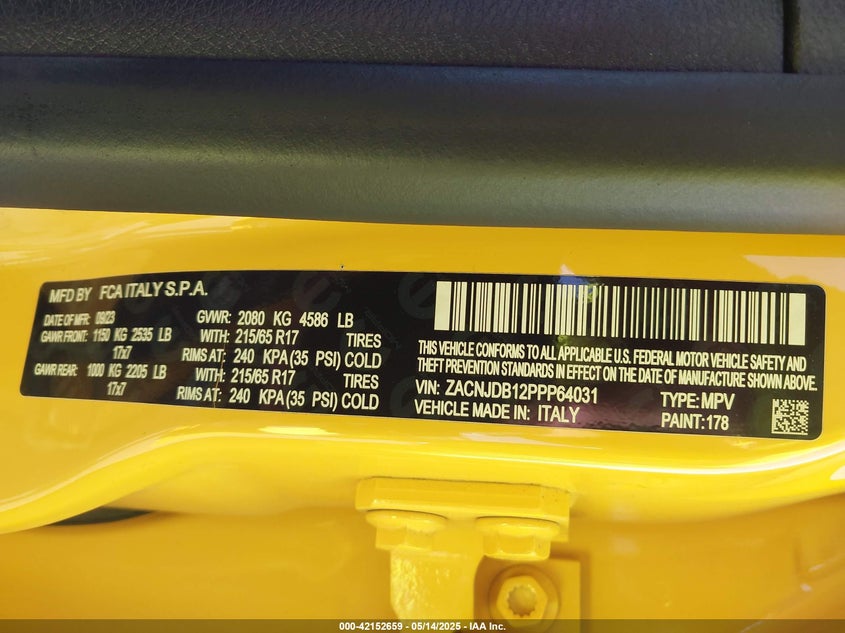 MFD BY FCA ITALY S.P.A.
DATE OF MFR: 09/23 GVWR: 2080 KG 4586 LB
GAWR FRONT: 1150 KG 2535 LB WITH: 215/65 R17 TIRES
17x7 RIMS AT: 240 KPA (35 PSI) COLD
GAWR REAR: 1000 KG 2205 LB WITH: 215/65 R17 TIRES
17x7 RIMS AT: 240 KPA (35 PSI) COLD
THIS VEHICLE CONFORMS TO ALL APPLICABLE U.S. FEDERAL MOTOR VEHICLE SAFETY AND
THEFT PREVENTION STANDARDS IN EFFECT ON THE DATE OF MANUFACTURE SHOWN ABOVE.
VIN: ZACNJDB12PPP64031 TYPE: MPV
VEHICLE MADE IN: ITALY PAINT: 178
000-42152659 - 05/14/2025 - IAA Inc.